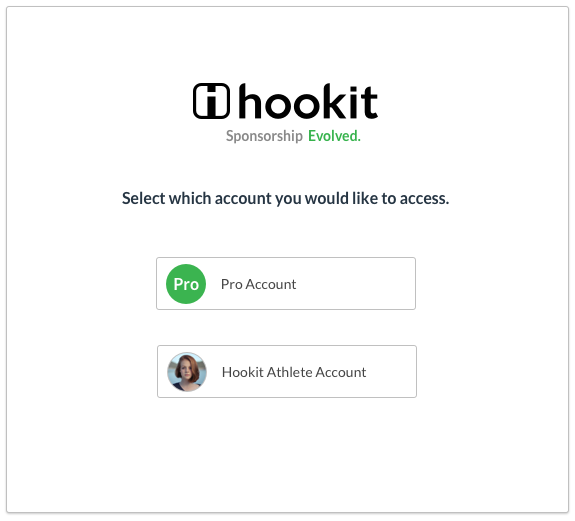 hookit
Sponsorship Evolved.
Select which account you would like to access.
Pro Pro Account
Hookit Athlete Account